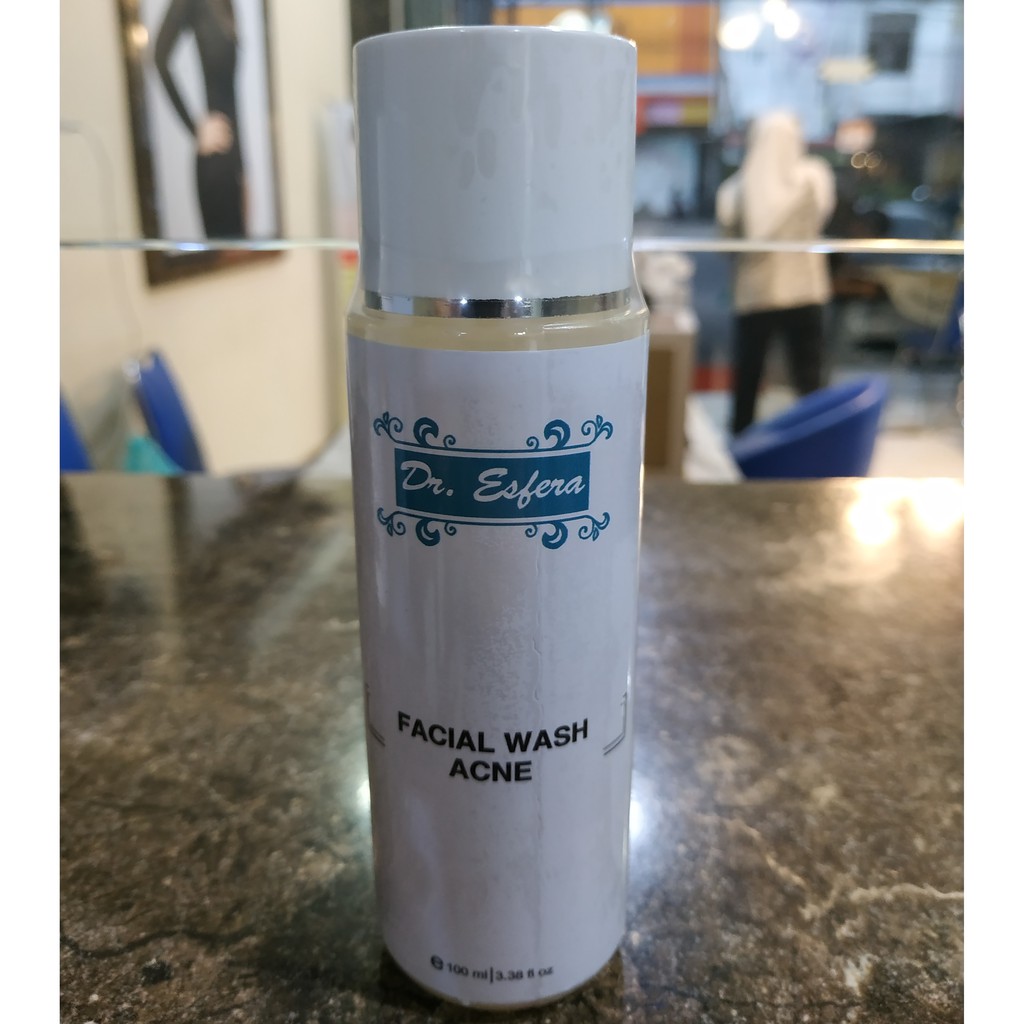 Dr. Esfera
FACIAL WASH
ACNE
e 100 ml|3.38 fl oz